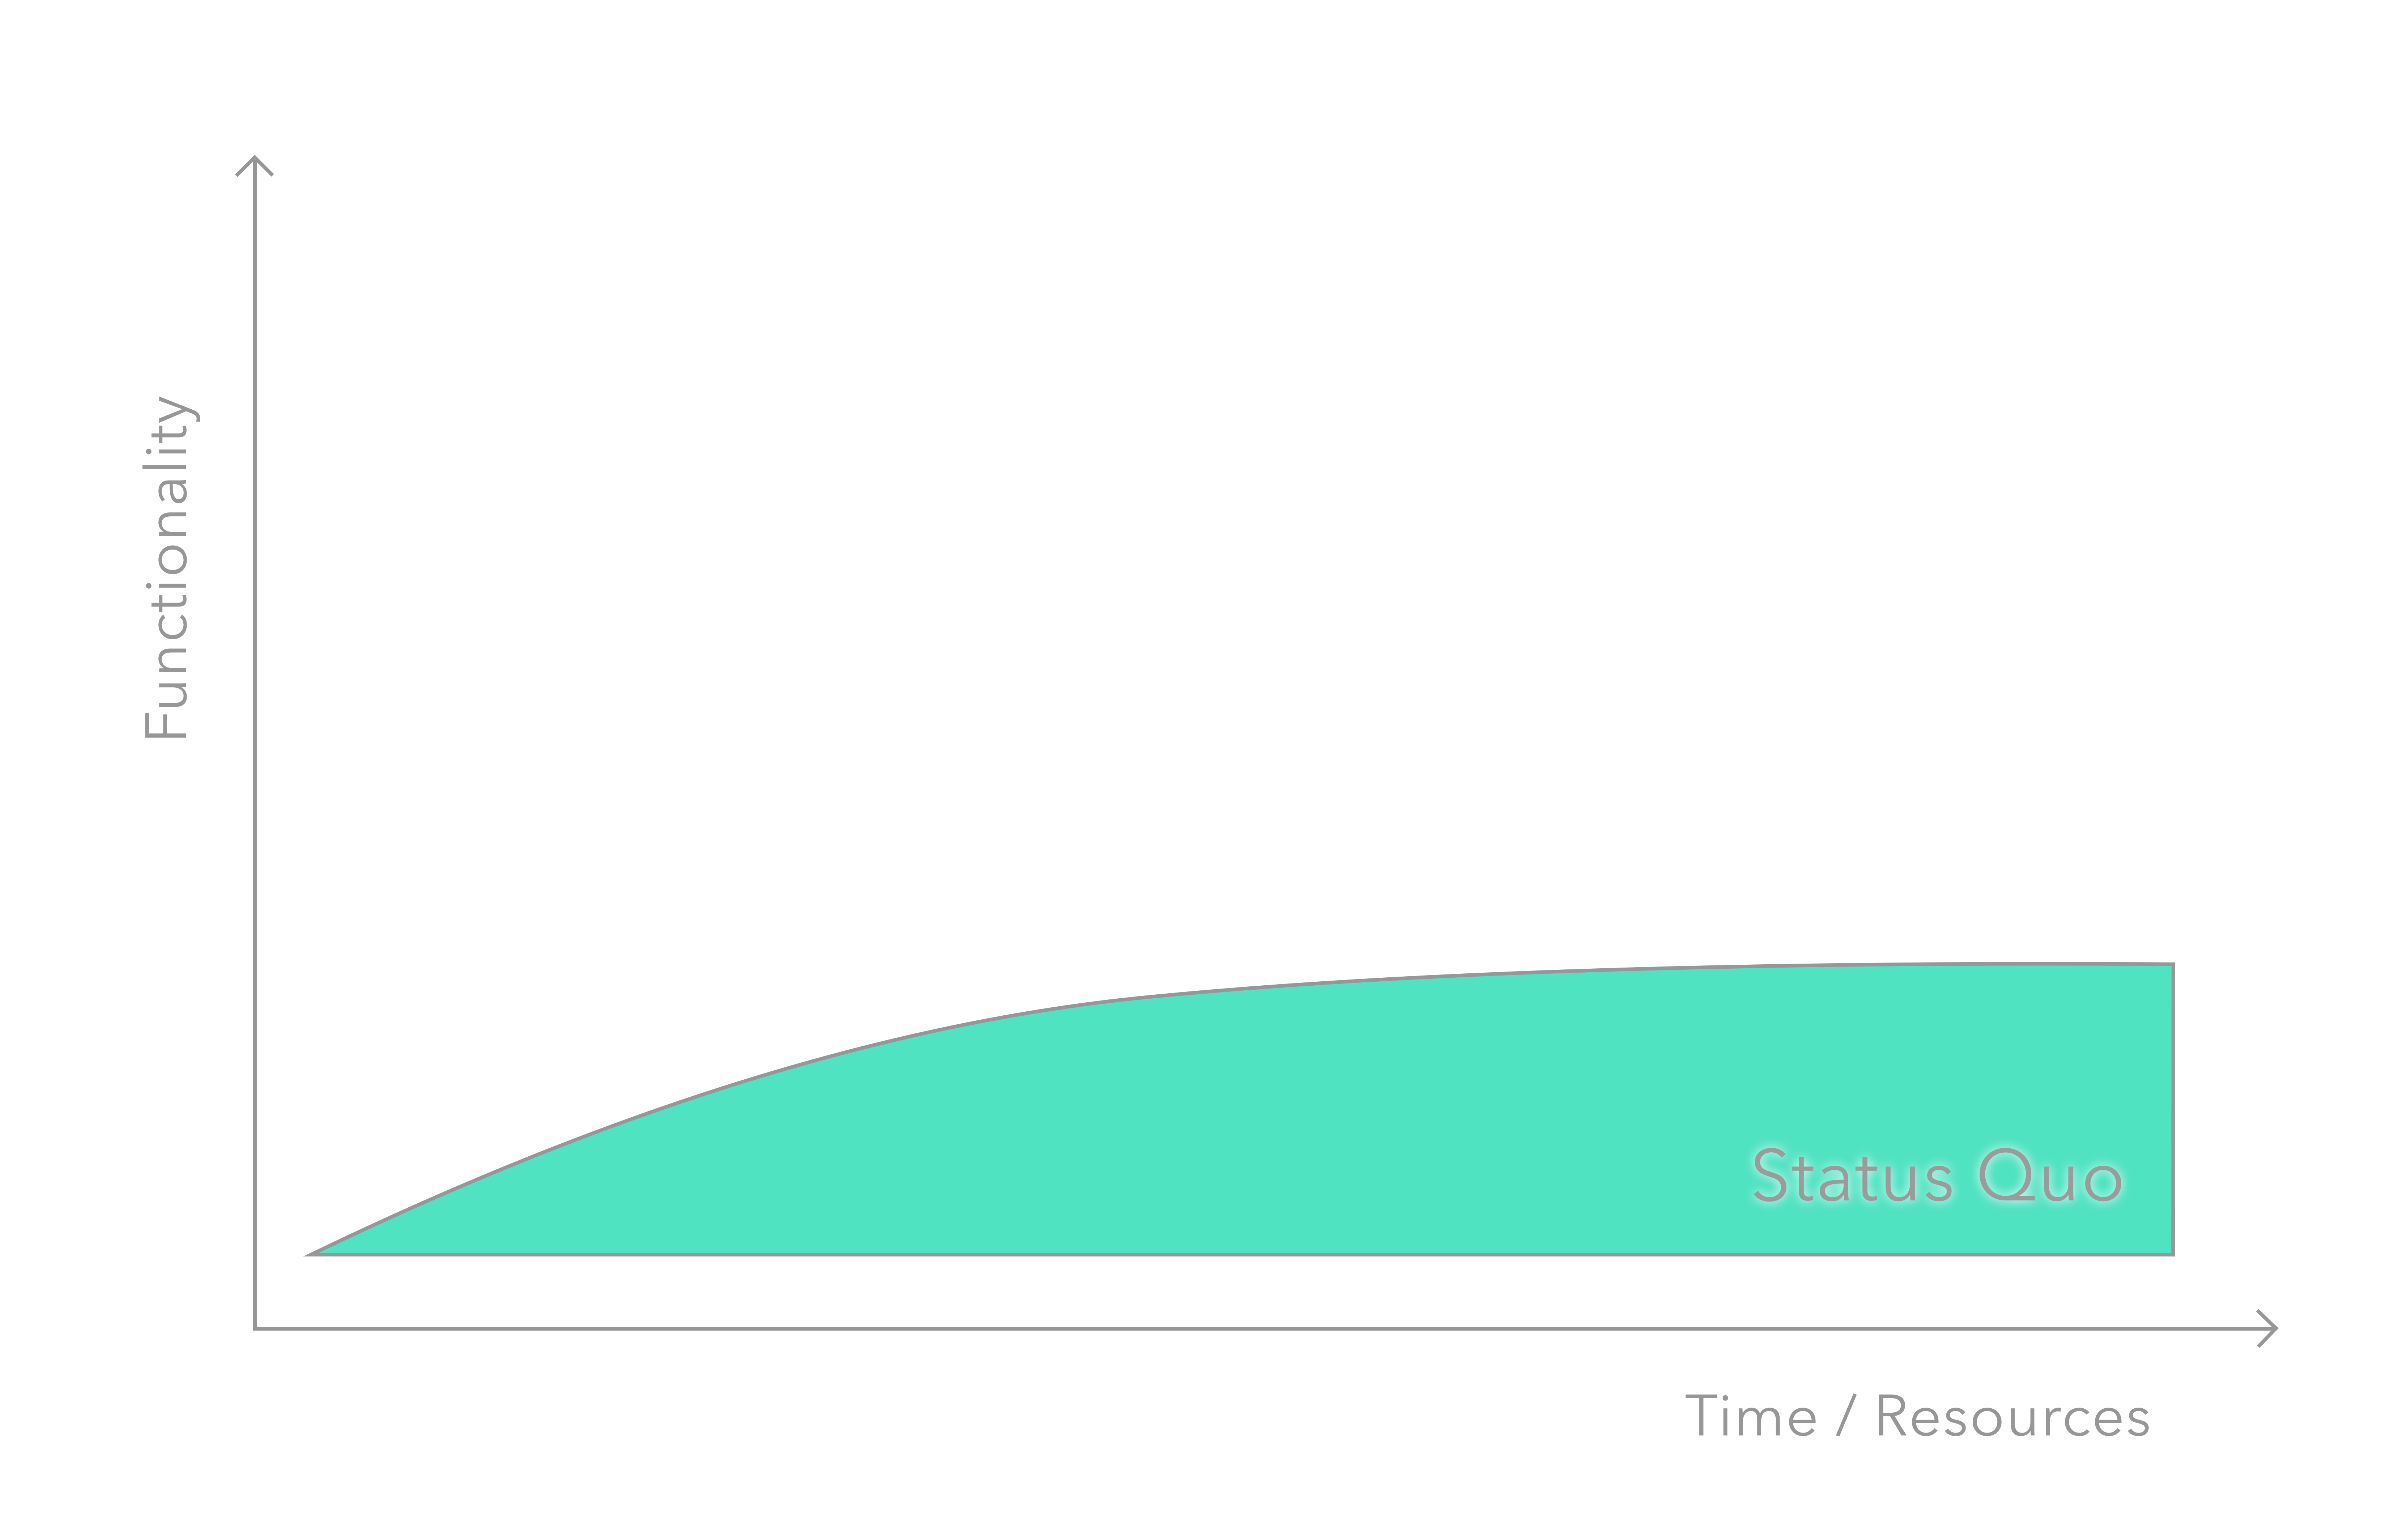 Functionality
Status Quo
Time / Resources